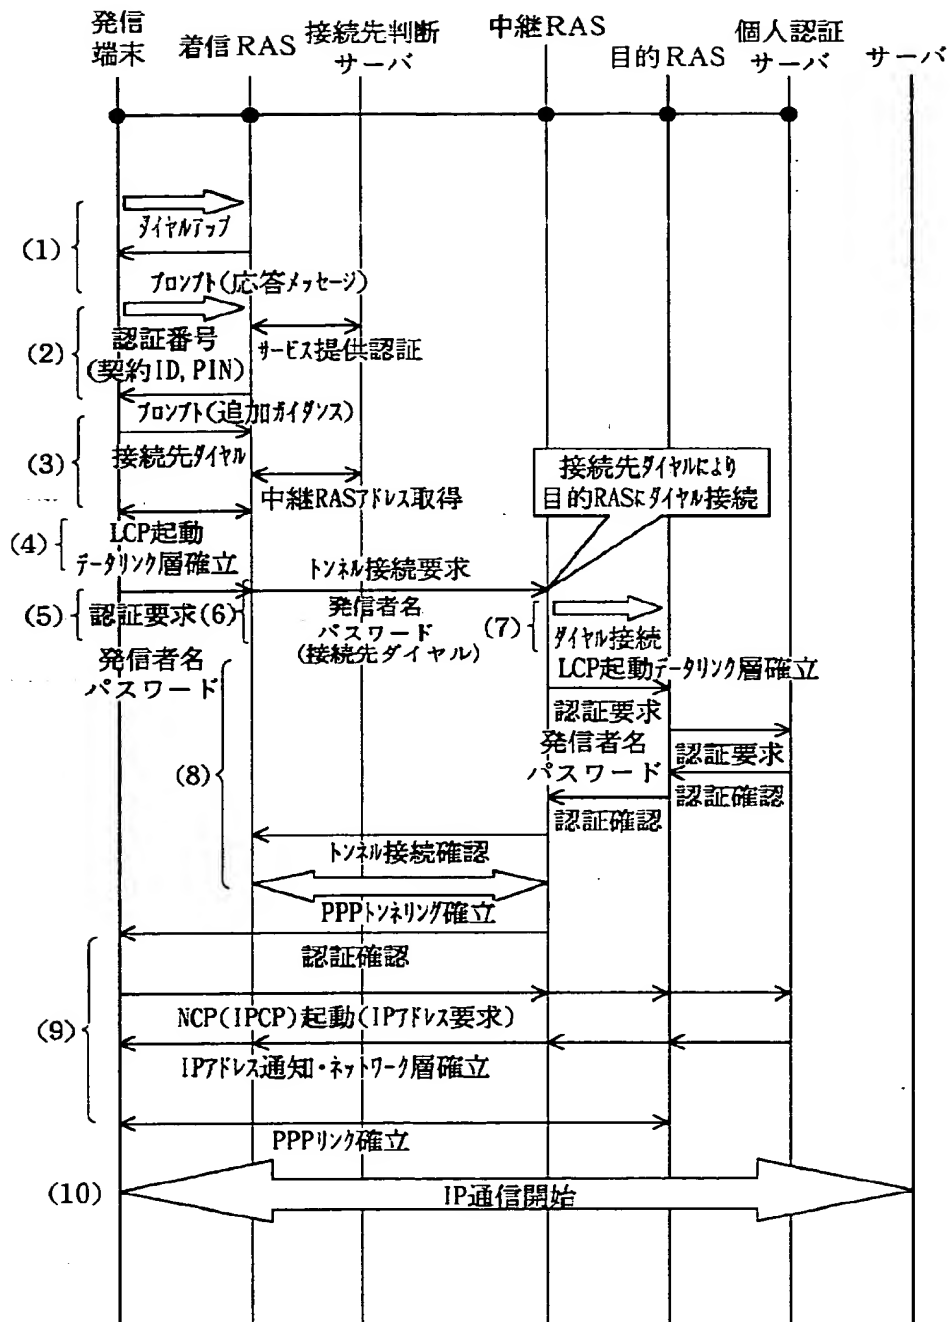 発信
端末
着信RAS
接続先判断
サーバ
中継RAS
目的RAS
個人認証
サーバ
サーバ
(1)
ダイヤルアップ
プロンプト(応答メッセージ)
(2)
認証番号
(契約ID,PIN)
サービス提供認証
プロンプト(追加ガイダンス)
(3)
接続先ダイヤル
中継RASアドレス取得
接続先ダイヤルにより
目的RASにダイヤル接続
(4)
LCP起動
データリンク層確立
トンネル接続要求
(5)
認証要求
(6)
発信者名
パスワード
(接続先ダイヤル)
(7)
ダイヤル接続
発信者名
パスワード
LCP起動データリンク層確立
認証要求
発信者名
パスワード
認証要求
(8)
認証確認
認証確認
トンネル接続確認
PPPトンネリング確立
認証確認
(9)
NCP(IPCP)起動(IPアドレス要求)
IPアドレス通知・ネットワーク層確立
PPPリンク確立
(10)
IP通信開始